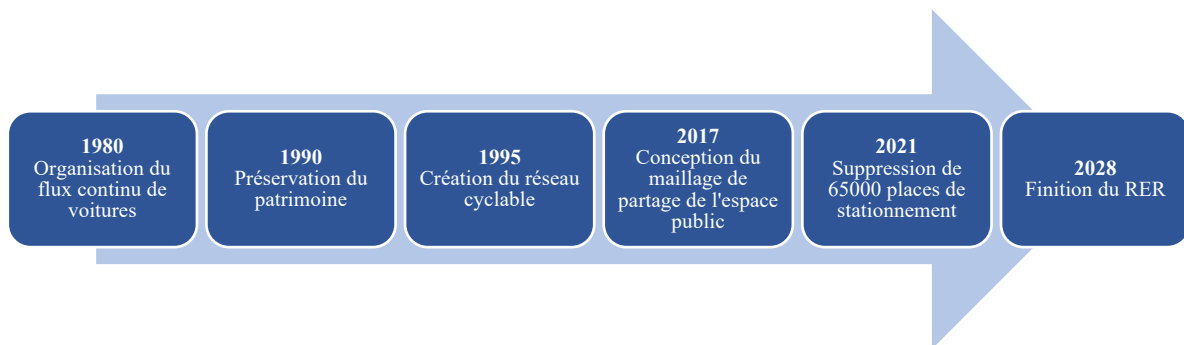 1980
Organisation du
flux continu de
voitures
1990
Préservation du
patrimoine
1995
Création du réseau
cyclable
2017
Conception du
maillage de
partage de l'espace
public
2021
Suppression de
65000 places de
stationnement
2028
Finition du RER